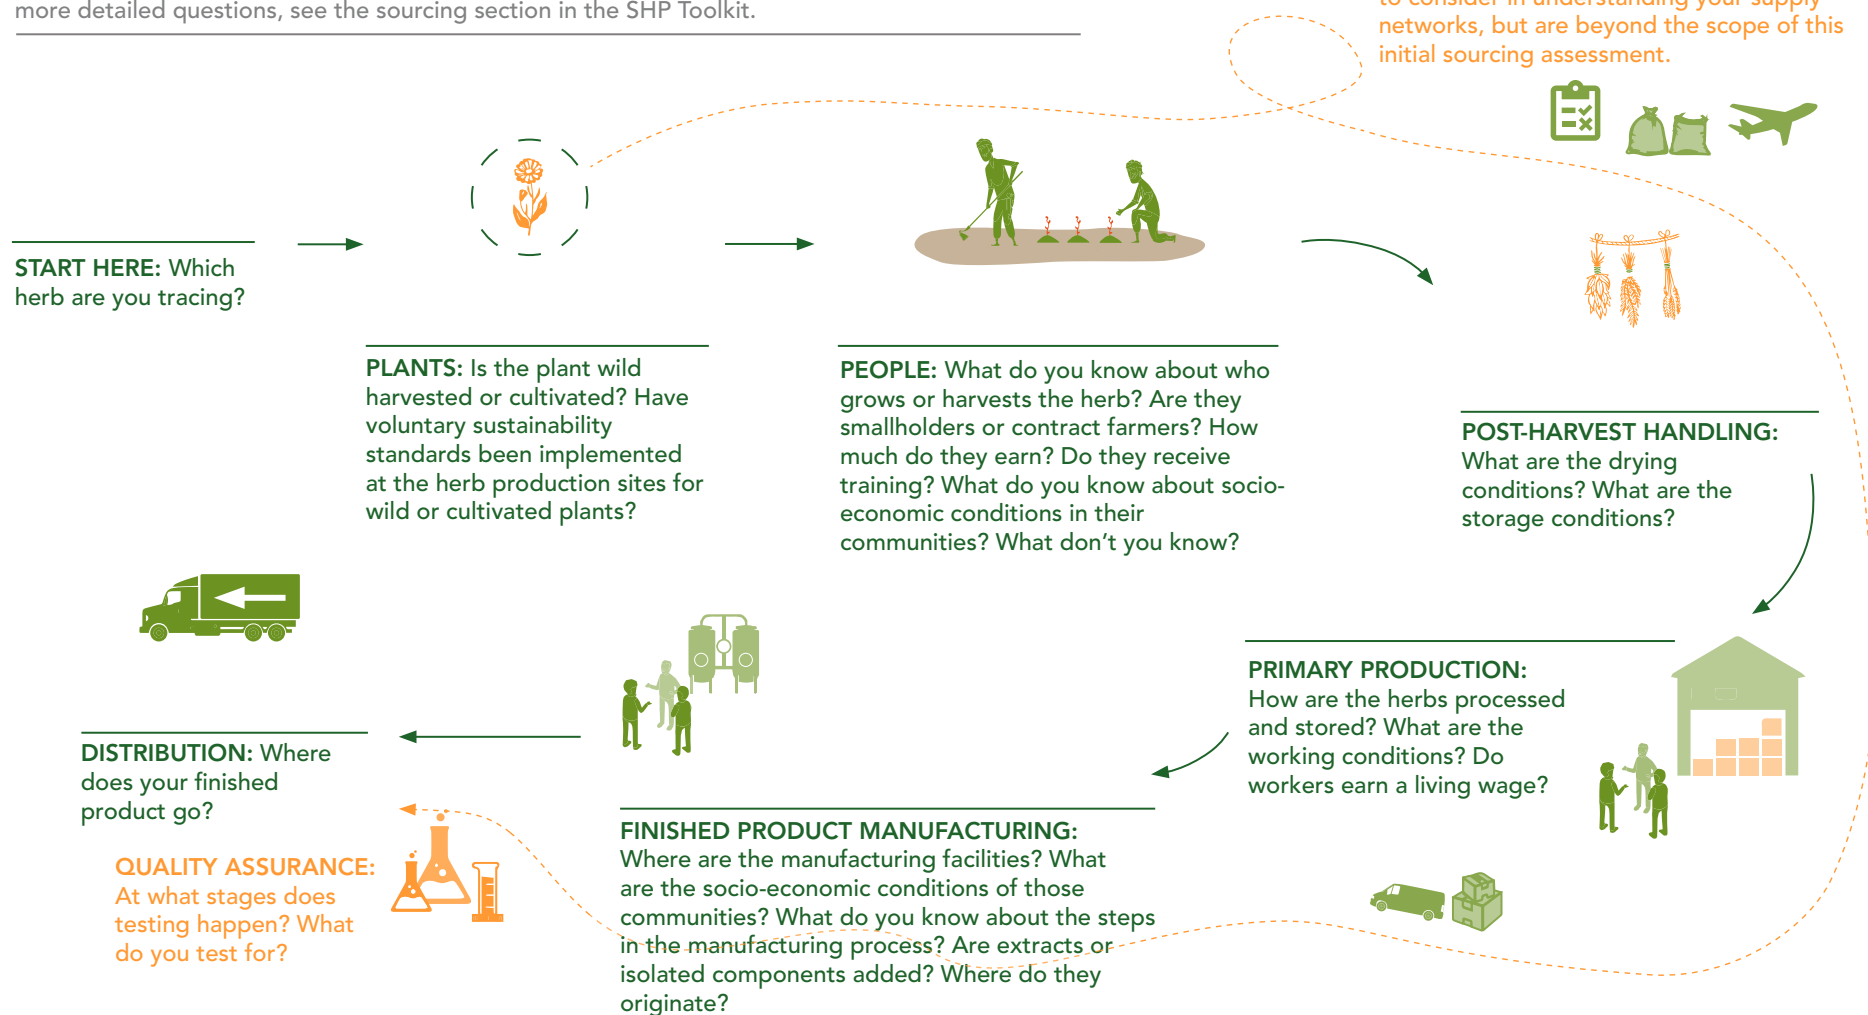 more detailed questions, see the sourcing section in the SHP Toolkit.
to consider in understanding your supply
networks, but are beyond the scope of this
initial sourcing assessment.
START HERE: Which
herb are you tracing?
PLANTS: Is the plant wild
harvested or cultivated? Have
voluntary sustainability
standards been implemented
at the herb production sites for
wild or cultivated plants?
PEOPLE: What do you know about who
grows or harvests the herb? Are they
smallholders or contract farmers? How
much do they earn? Do they receive
training? What do you know about socio-
economic conditions in their
communities? What don’t you know?
POST-HARVEST HANDLING:
What are the drying
conditions? What are the
storage conditions?
PRIMARY PRODUCTION:
How are the herbs processed
and stored? What are the
working conditions? Do
workers earn a living wage?
FINISHED PRODUCT MANUFACTURING:
Where are the manufacturing facilities? What
are the socio-economic conditions of those
communities? What do you know about the steps
in the manufacturing process? Are extracts or
isolated components added? Where do they
originate?
DISTRIBUTION: Where
does your finished
product go?
QUALITY ASSURANCE:
At what stages does
testing happen? What
do you test for?